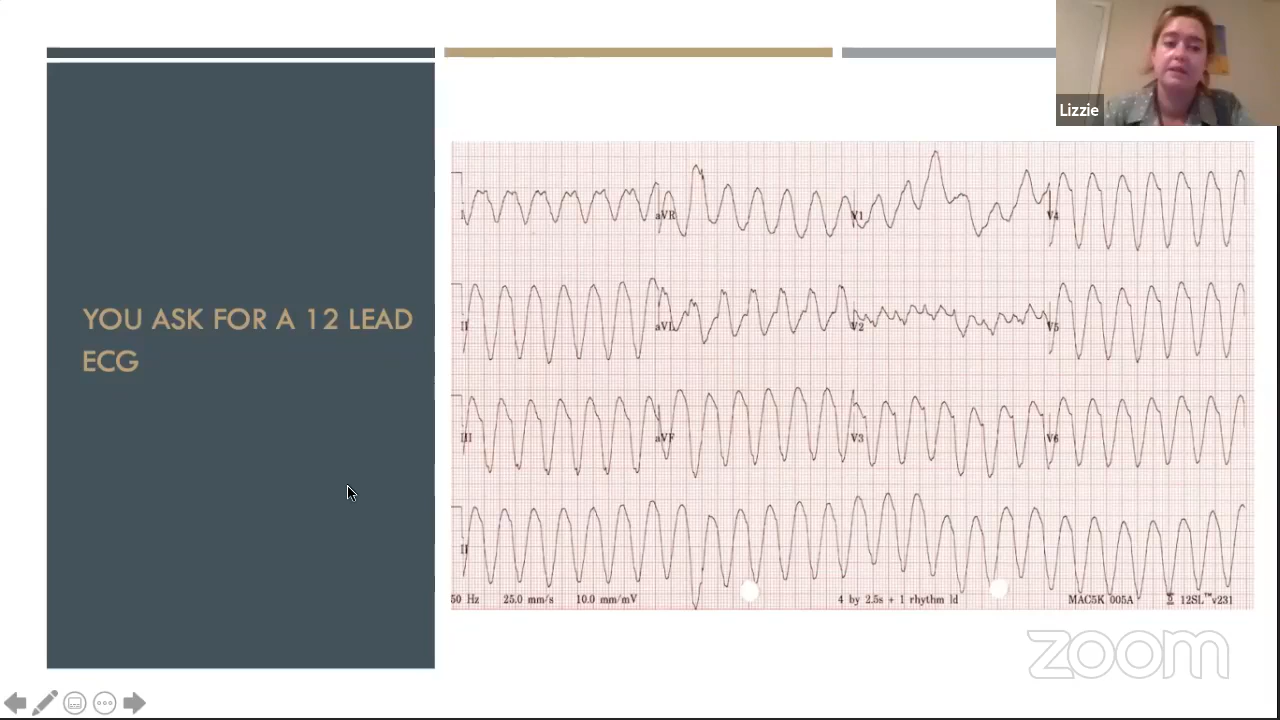 Lizzie
YOU ASK FOR A 12 LEAD
ECG
I aVR V1 V4
II aVL V2 V5
III aVF V3 V6
II
50 Hz 25.0 mm/s 10.0 mm/mV 4 by 2.5s + 1 rhythm ld MAC5K 005A 12SL™v231
zoom